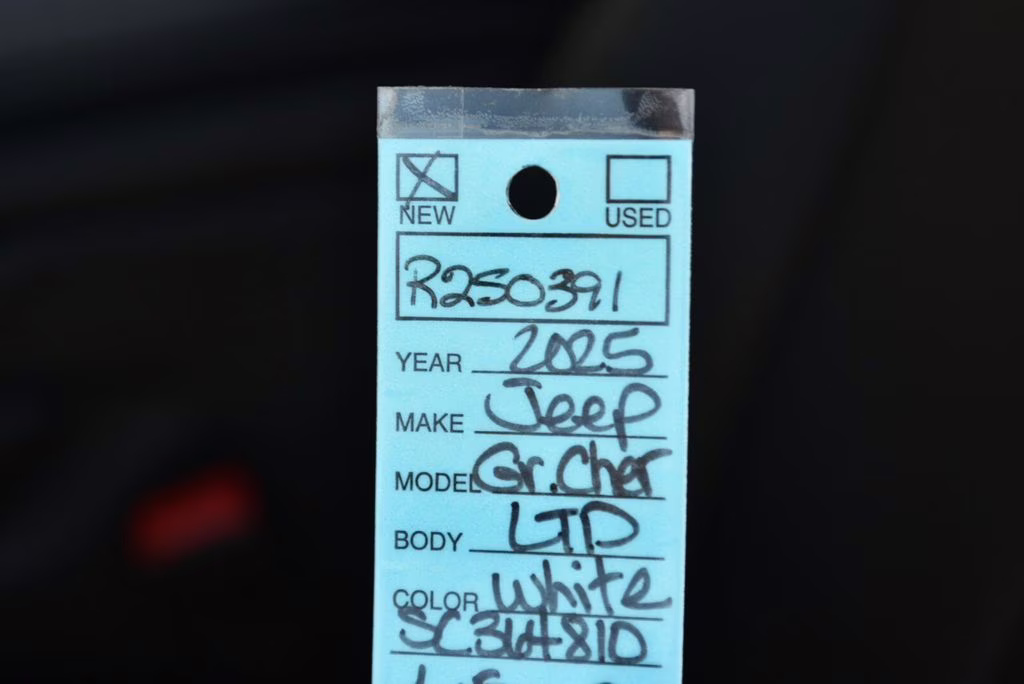 NEW USED
R250391
YEAR 2025
MAKE Jeep
MODEL Gr.Cher
BODY LTD
COLOR White
SC364810